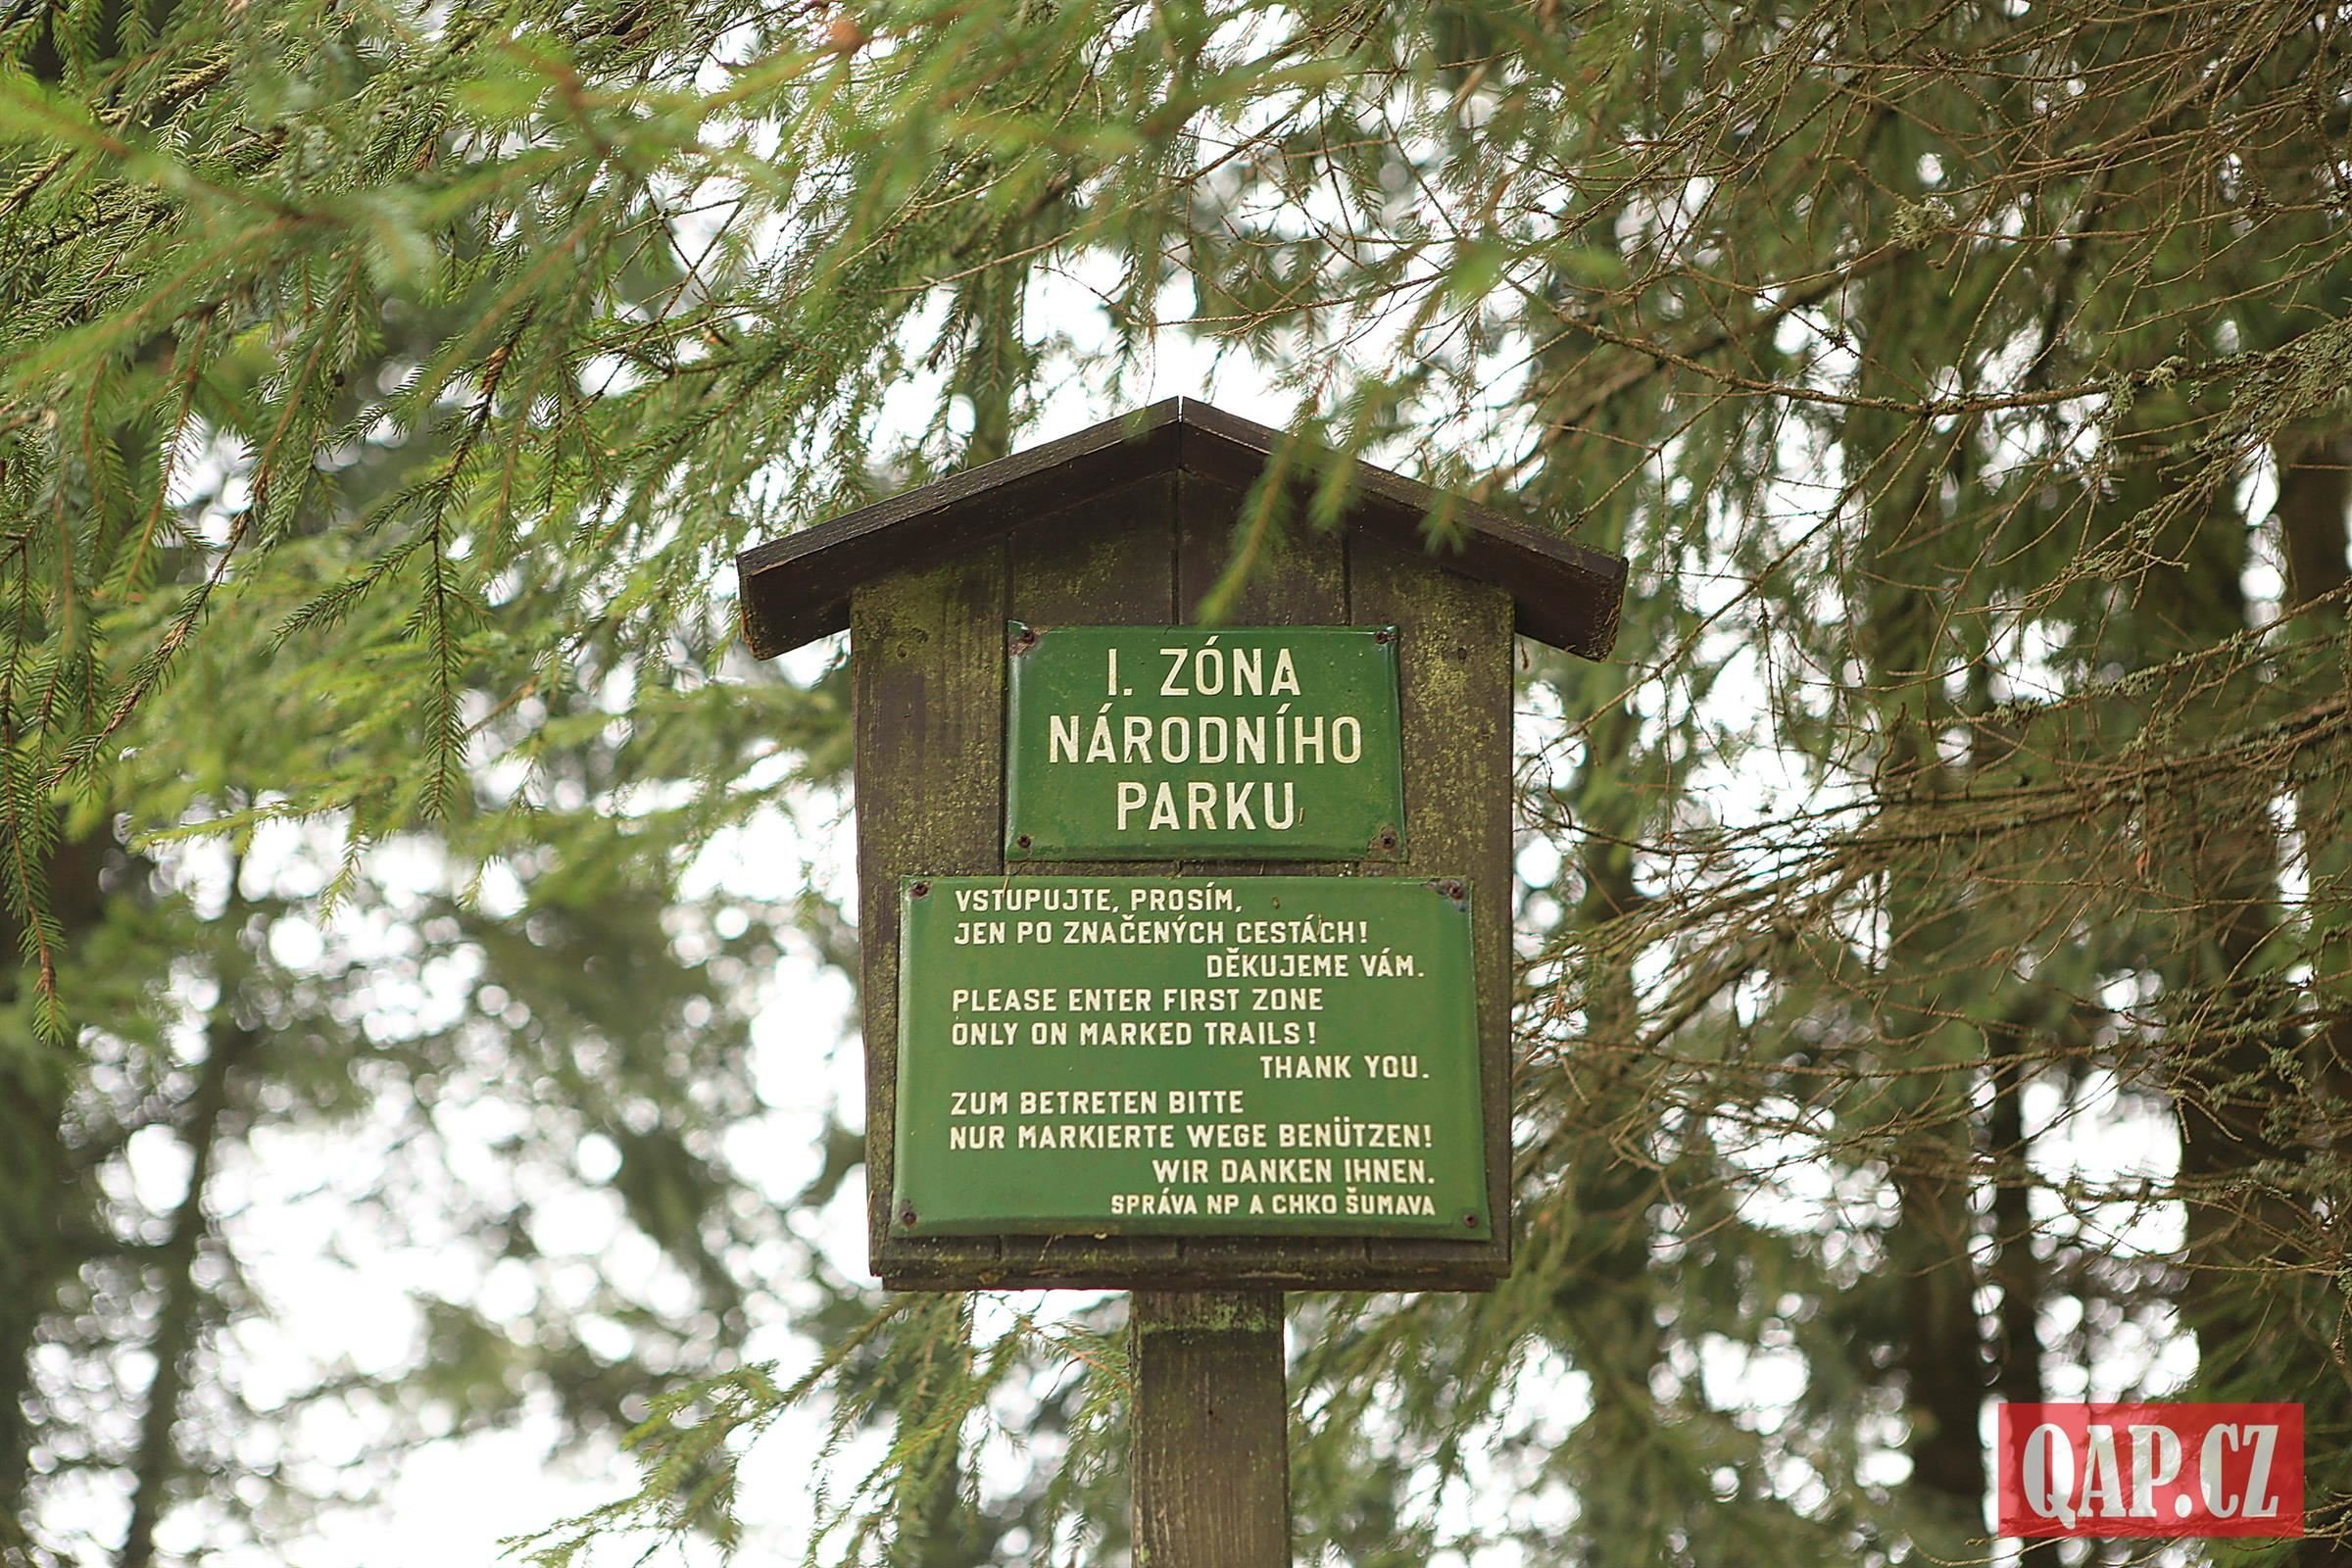 I. ZÓNA
NÁRODNÍHO
PARKU
VSTUPUJTE, PROSÍM,
JEN PO ZNAČENÝCH CESTÁCH!
DĚKUJEME VÁM.
PLEASE ENTER FIRST ZONE
ONLY ON MARKED TRAILS!
THANK YOU.
ZUM BETRETEN BITTE
NUR MARKIERTE WEGE BENÜTZEN!
WIR DANKEN IHNEN.
SPRÁVA NP A CHKO ŠUMAVA
QAP.CZ